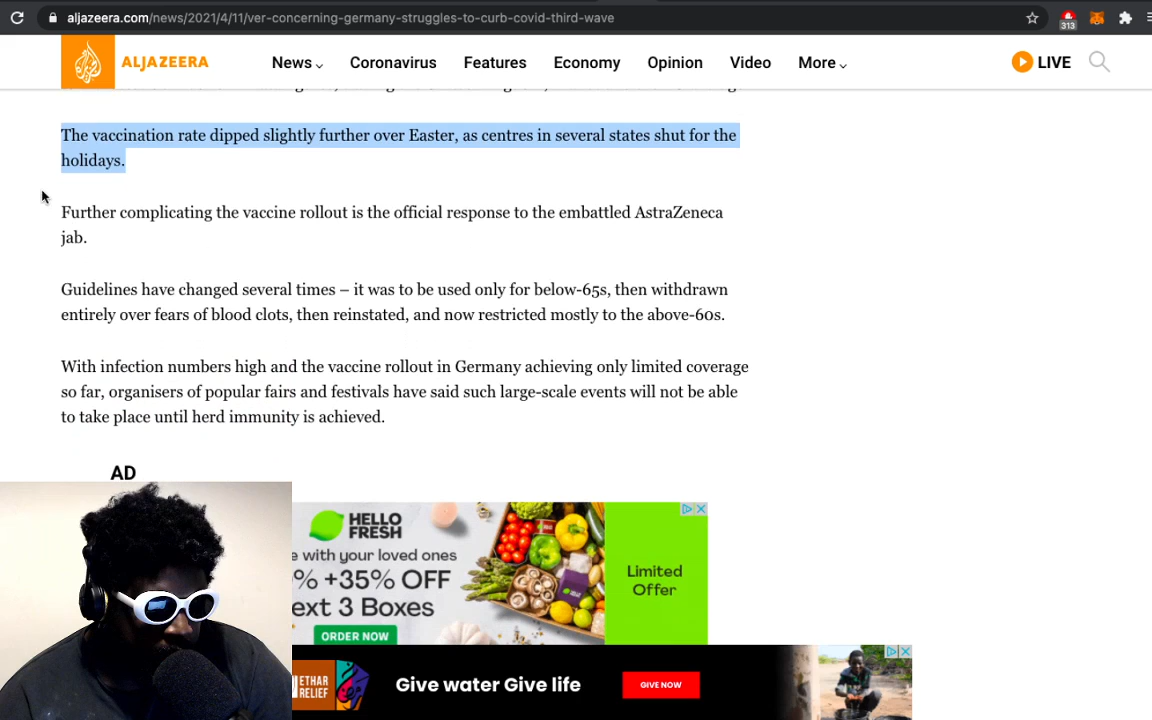 aljazeera.com/news/2021/4/11/ver-concerning-germany-struggles-to-curb-covid-third-wave
313
ALJAZEERA
News Coronavirus Features Economy Opinion Video More LIVE
The vaccination rate dipped slightly further over Easter, as centres in several states shut for the
holidays.
Further complicating the vaccine rollout is the official response to the embattled AstraZeneca
jab.
Guidelines have changed several times – it was to be used only for below-65s, then withdrawn
entirely over fears of blood clots, then reinstated, and now restricted mostly to the above-60s.
With infection numbers high and the vaccine rollout in Germany achieving only limited coverage
so far, organisers of popular fairs and festivals have said such large-scale events will not be able
to take place until herd immunity is achieved.
AD
HELLO
FRESH
e with your loved ones
% +35% OFF
ext 3 Boxes
ORDER NOW
Limited
Offer
ETHAR
RELIEF
Give water Give life
GIVE NOW